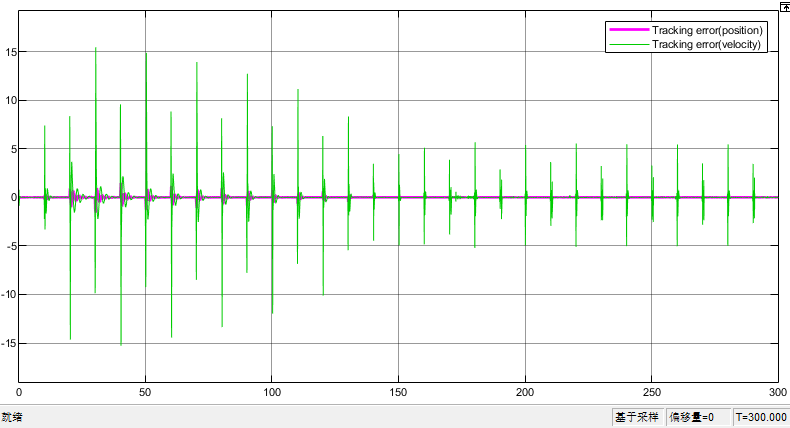 Tracking error(position)
Tracking error(velocity)
15
10
5
0
-5
-10
-15
0 50 100 150 200 250 300
就绪 基于采样 偏移量=0 T=300.000